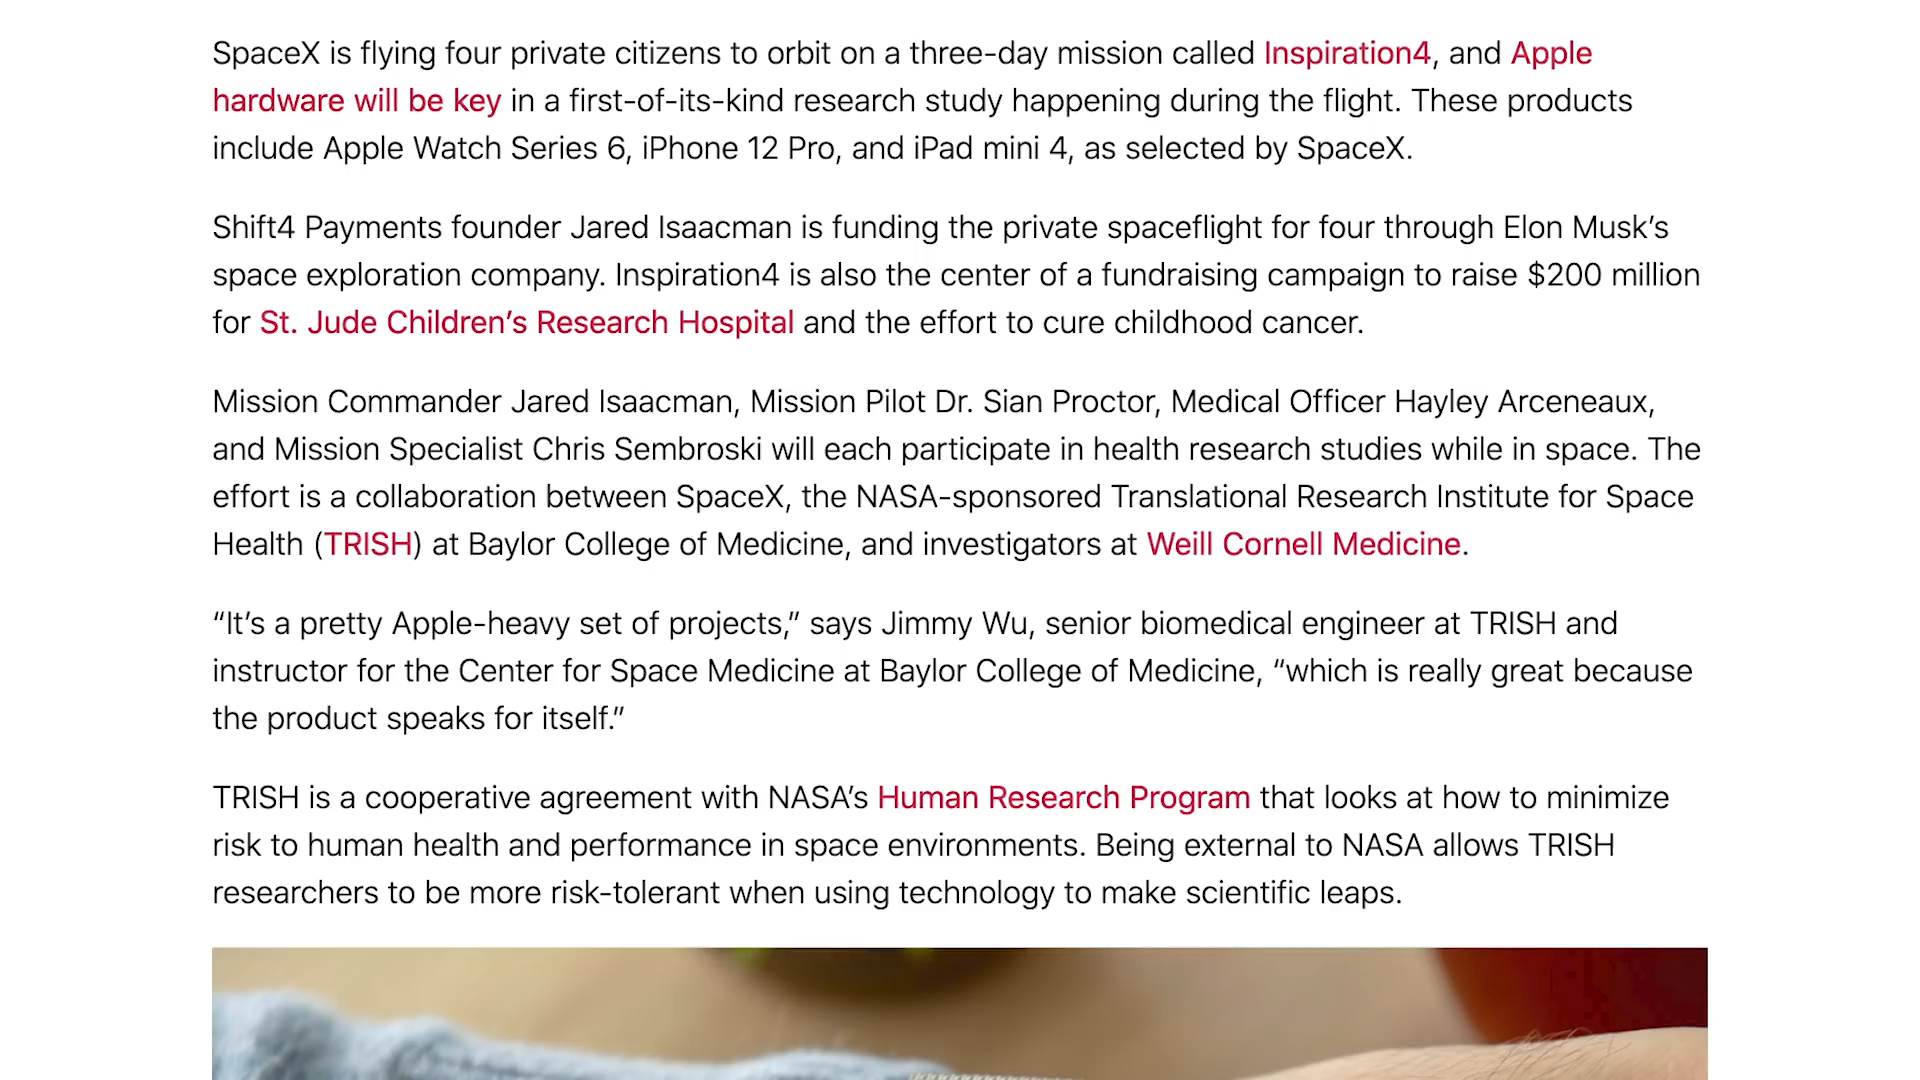 SpaceX is flying four private citizens to orbit on a three-day mission called Inspiration4, and Apple
hardware will be key in a first-of-its-kind research study happening during the flight. These products
include Apple Watch Series 6, iPhone 12 Pro, and iPad mini 4, as selected by SpaceX.
Shift4 Payments founder Jared Isaacman is funding the private spaceflight for four through Elon Musk’s
space exploration company. Inspiration4 is also the center of a fundraising campaign to raise $200 million
for St. Jude Children’s Research Hospital and the effort to cure childhood cancer.
Mission Commander Jared Isaacman, Mission Pilot Dr. Sian Proctor, Medical Officer Hayley Arceneaux,
and Mission Specialist Chris Sembroski will each participate in health research studies while in space. The
effort is a collaboration between SpaceX, the NASA-sponsored Translational Research Institute for Space
Health (TRISH) at Baylor College of Medicine, and investigators at Weill Cornell Medicine.
“It’s a pretty Apple-heavy set of projects,” says Jimmy Wu, senior biomedical engineer at TRISH and
instructor for the Center for Space Medicine at Baylor College of Medicine, “which is really great because
the product speaks for itself.”
TRISH is a cooperative agreement with NASA’s Human Research Program that looks at how to minimize
risk to human health and performance in space environments. Being external to NASA allows TRISH
researchers to be more risk-tolerant when using technology to make scientific leaps.